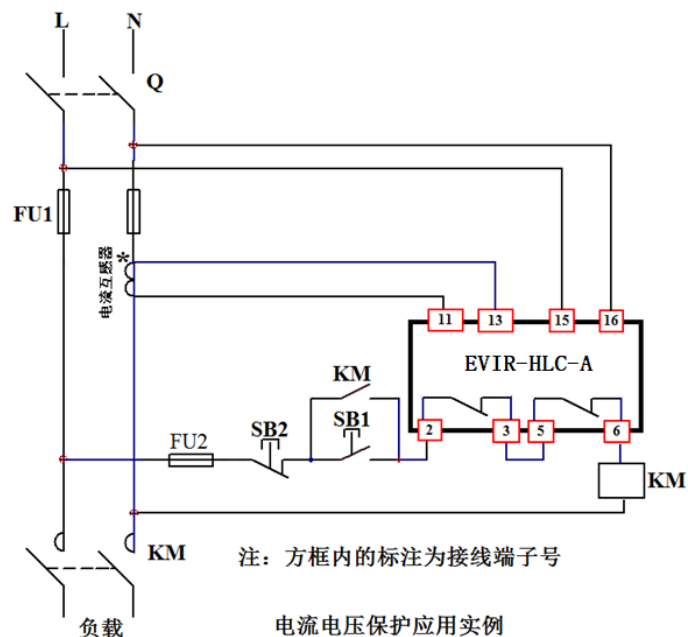 L N
Q
FU1
电流互感器
*
11 13 15 16
EVIR-HLC-A
KM
SB1
SB2
FU2
2 3 5 6
KM
KM
注：方框内的标注为接线端子号
负载
电流电压保护应用实例